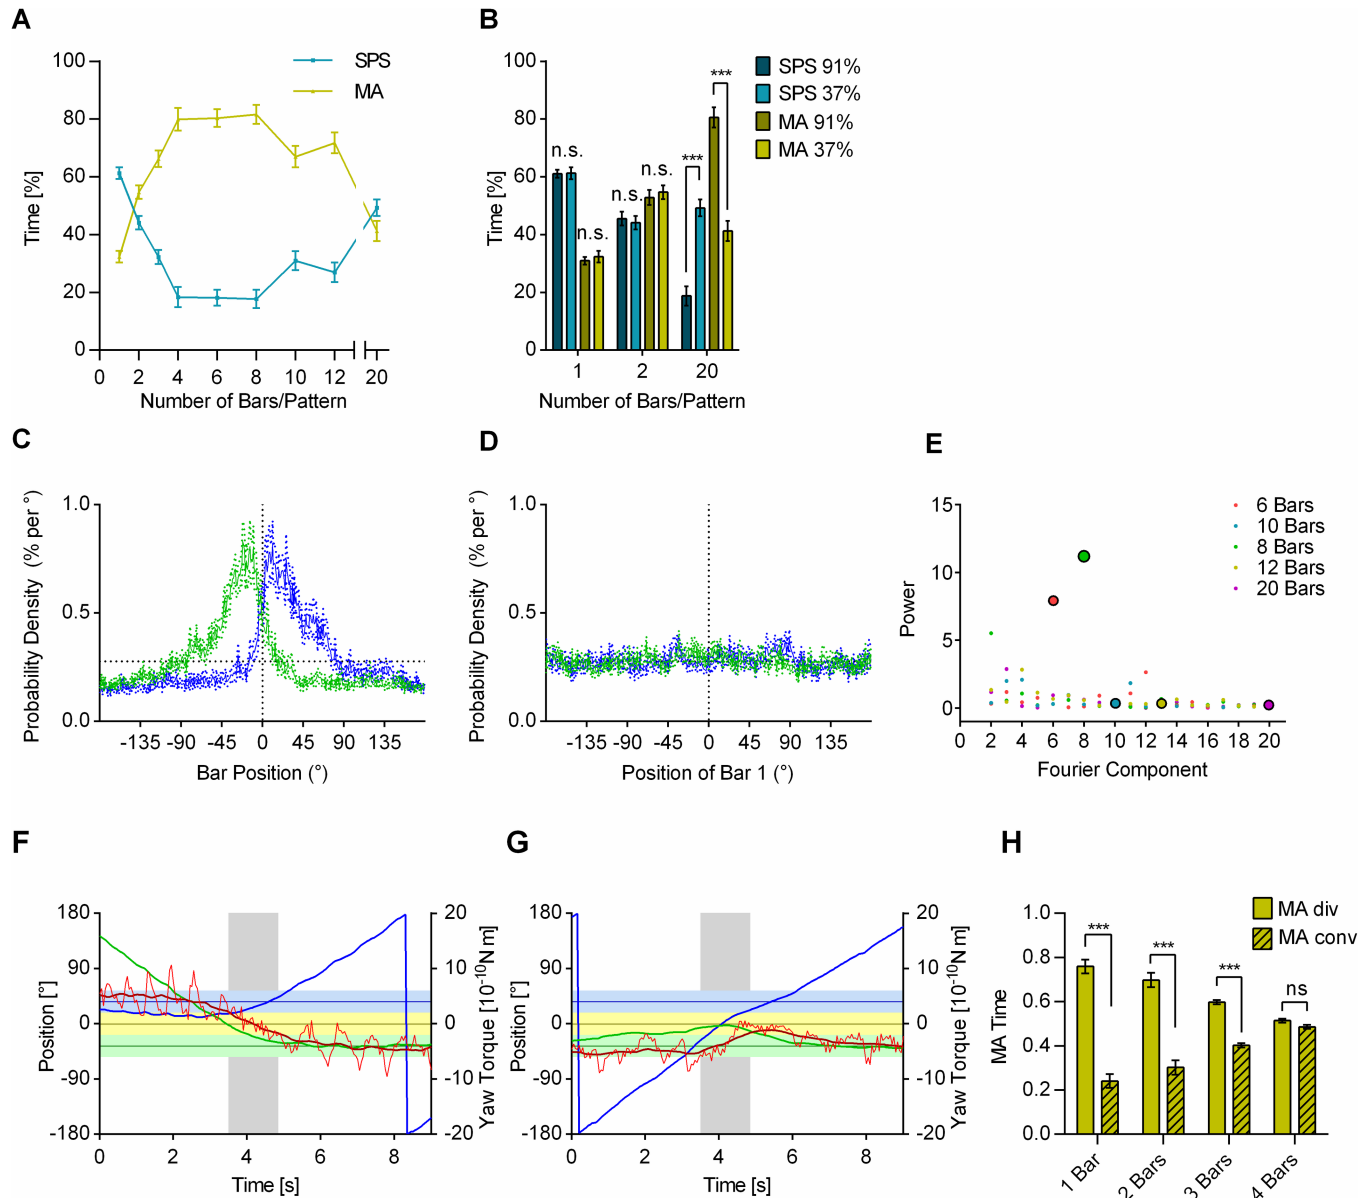 A
SPS
MA
100
80
60
40
20
0
Time [%]
0 2 4 6 8 10 12 20
Number of Bars/Pattern
B
SPS 91%
SPS 37%
MA 91%
MA 37%
100
80
60
40
20
0
Time [%]
n.s.
n.s.
n.s.
n.s.
***
***
1 2 20
Number of Bars/Pattern
C
1.0
0.5
0.0
Probability Density (% per °)
-135 -90 -45 0 45 90 135
Bar Position (°)
D
1.0
0.5
0.0
Probability Density (% per °)
-135 -90 -45 0 45 90 135
Position of Bar 1 (°)
E
6 Bars
10 Bars
8 Bars
12 Bars
20 Bars
15
10
5
0
Power
0 2 4 6 8 10 12 14 16 18 20
Fourier Component
F
180
90
0
-90
-180
Position [°]
20
10
0
-10
-20
Yaw Torque [10⁻¹⁰N m]
0 2 4 6 8
Time [s]
G
180
90
0
-90
-180
Position [°]
20
10
0
-10
-20
Yaw Torque [10⁻¹⁰N m]
0 2 4 6 8
Time [s]
H
MA div
MA conv
1.0
0.8
0.6
0.4
0.2
0.0
MA Time
***
***
***
ns
1 Bar
2 Bars
3 Bars
4 Bars